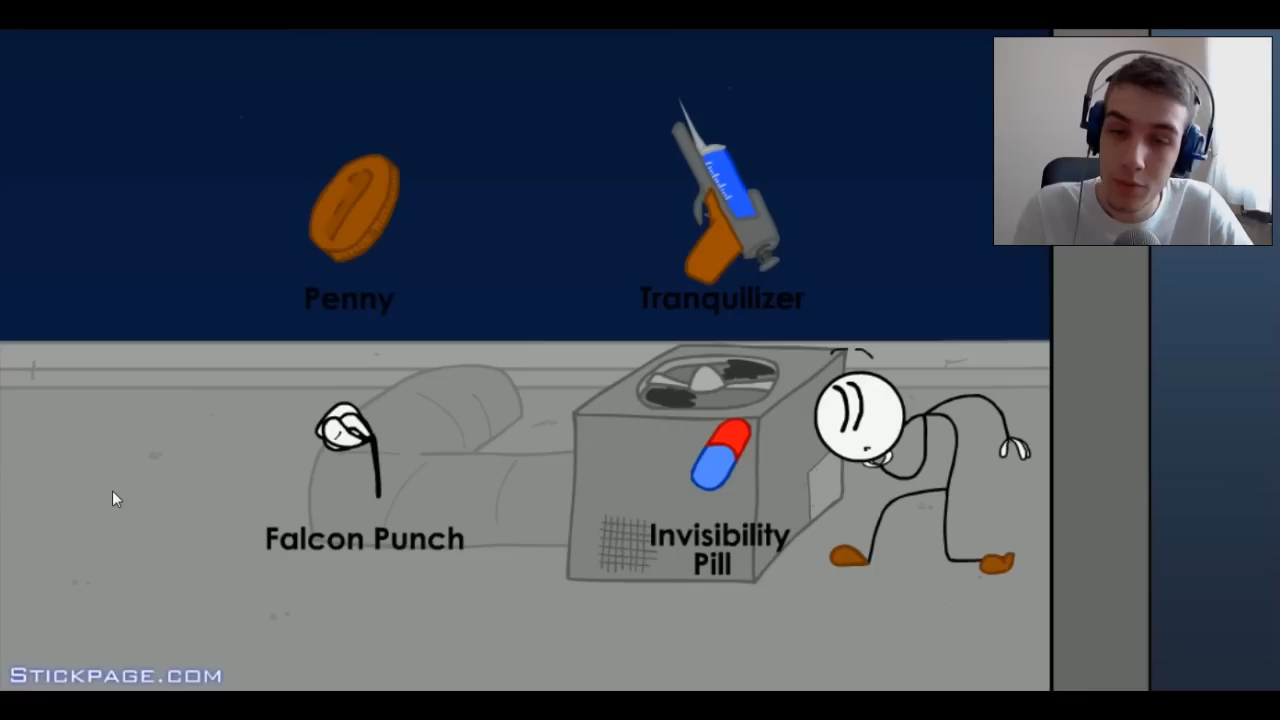 Penny
Tranquilizer
Falcon Punch
Invisibility
Pill
STICKPAGE.COM